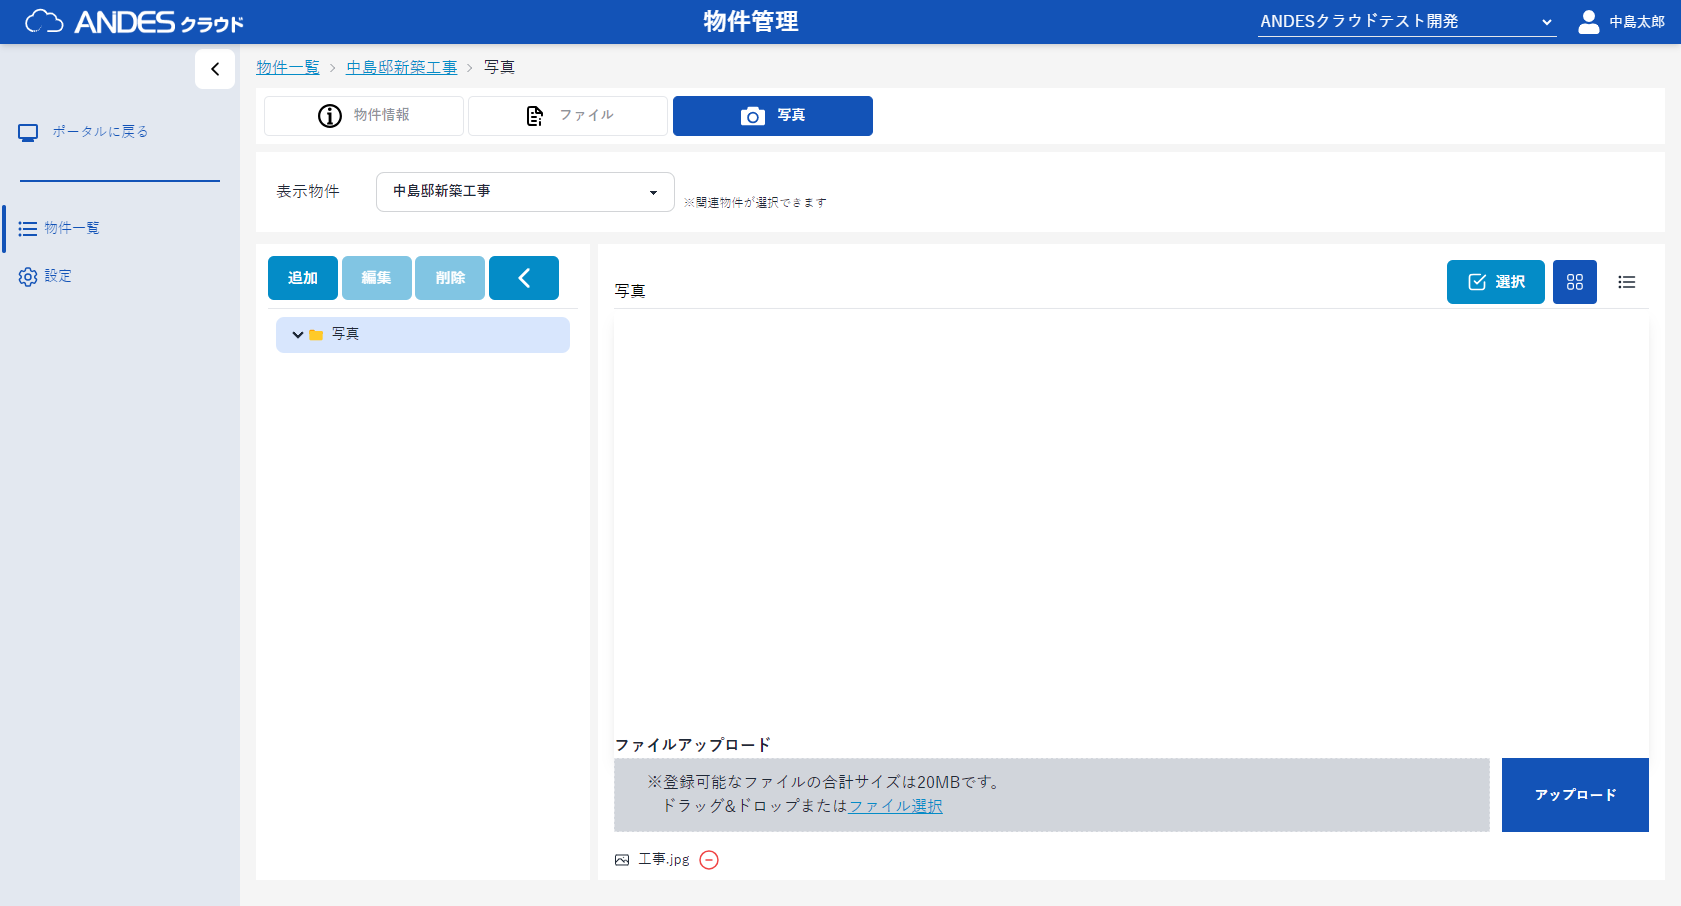 ANDES クラウド
物件管理
ANDESクラウドテスト開発
中島太郎
物件一覧 > 中島邸新築工事 > 写真
ポータルに戻る
物件一覧
設定
物件情報
ファイル
写真
表示物件
中島邸新築工事
※関連物件が選択できます
追加
編集
削除
写真
写真
選択
ファイルアップロード
※登録可能なファイルの合計サイズは20MBです。
ドラッグ&ドロップまたはファイル選択
アップロード
工事.jpg